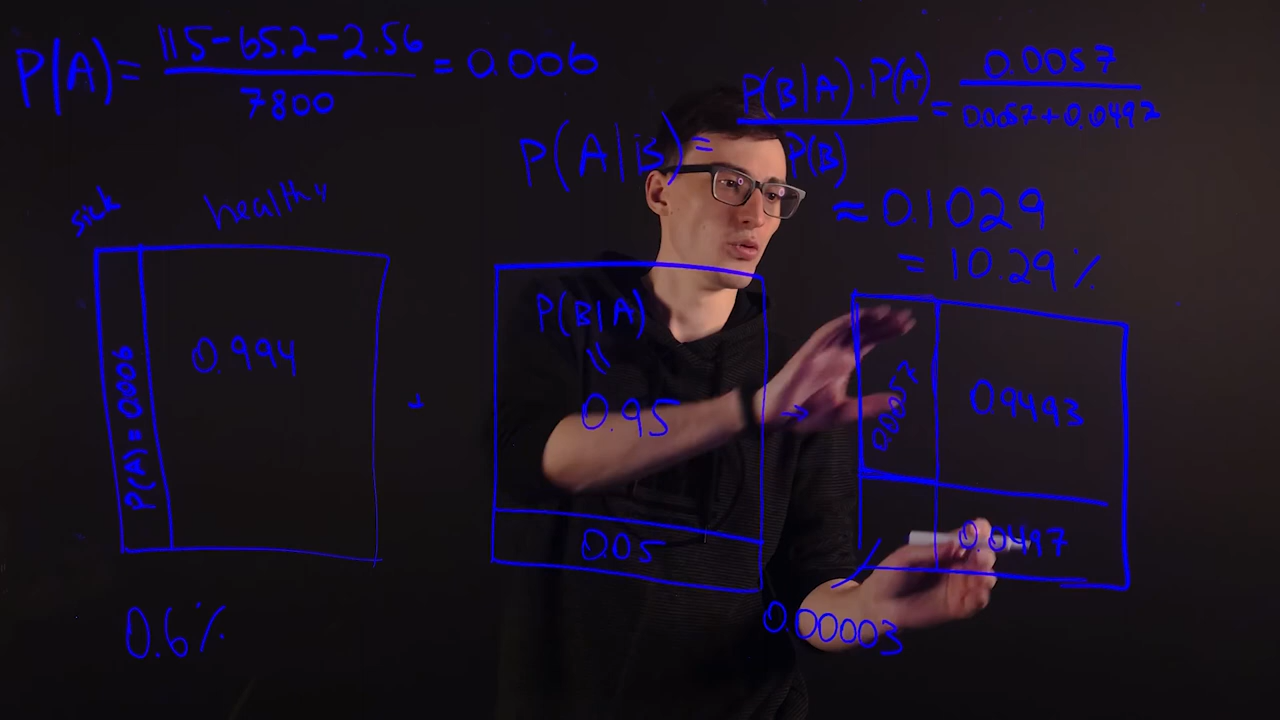 P(A) = 115-65.2-2.56 / 7800 = 0.006
P(A|B) = P(B|A)·P(A) / P(B) = 0.0057 / 0.0057+0.0497
≈ 0.1029
= 10.29%
sick healthy
P(A) = 0.006
0.994
0.6%
P(B|A)
=
0.95
0.05
0.0057
0.9493
0.0497
0.00003